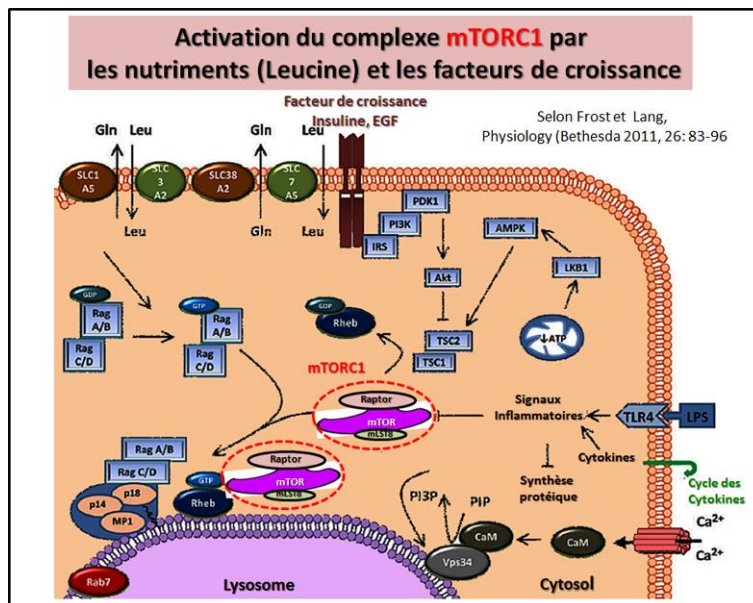 Activation du complexe mTORC1 par
les nutriments (Leucine) et les facteurs de croissance
Facteur de croissance
Insuline, EGF
Selon Frost et Lang,
Physiology (Bethesda 2011, 26: 83-96
Gln Leu
Gln Leu
SLC1
A5
SLC
3
A2
SLC38
A2
SLC
7
A5
Leu
Gln
Leu
PDK1
PI3K
IRS
AMPK
LKB1
Akt
↓ATP
GDP
Rag
A/B
Rag
C/D
GTP
Rag
A/B
Rag
C/D
GDP
Rheb
TSC2
TSC1
mTORC1
Raptor
mTOR
mLST8
Signaux
Inflammatoires
TLR4
LPS
Cytokines
Synthèse
protéique
Cycle des
Cytokines
Rag A/B
Rag C/D
p14
p18
MP1
GTP
Rheb
Raptor
mTOR
mLST8
PI3P
PIP
CaM
Vps34
CaM
Ca2+
Ca2+
Rab7
Lysosome
Cytosol